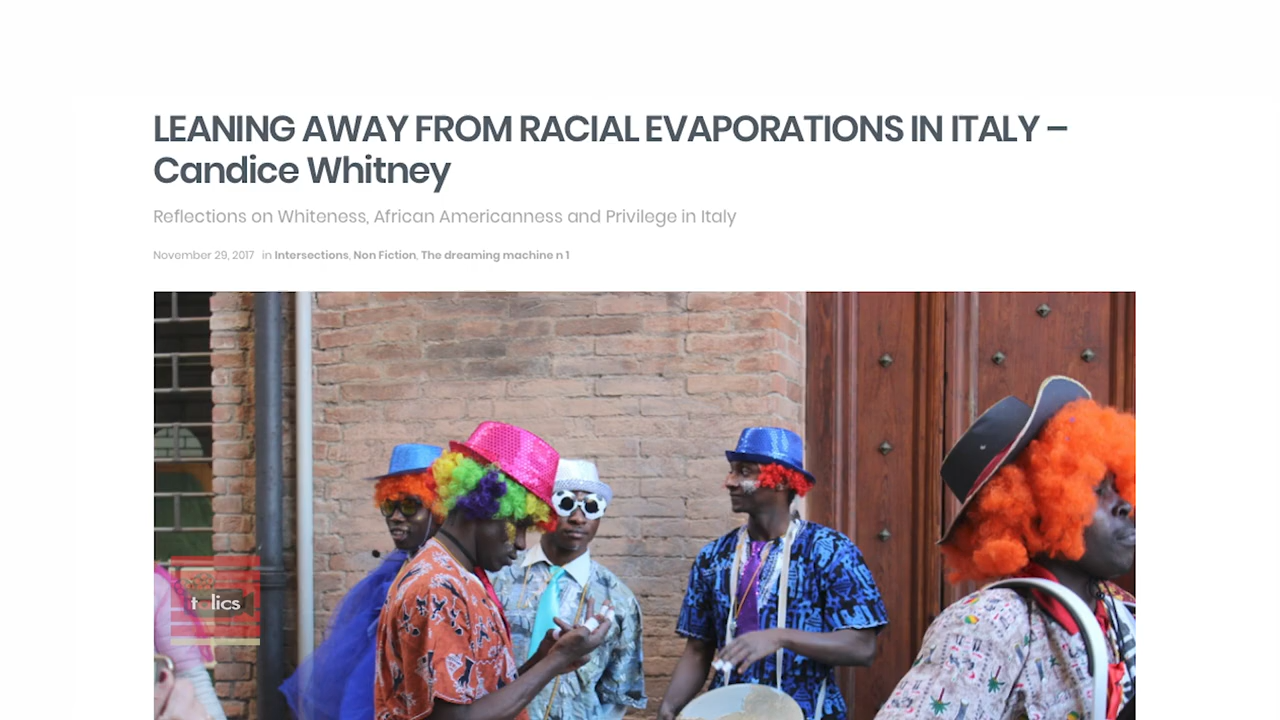 LEANING AWAY FROM RACIAL EVAPORATIONS IN ITALY –
Candice Whitney
Reflections on Whiteness, African Americanness and Privilege in Italy
November 29, 2017 in Intersections, Non Fiction, The dreaming machine n 1
italics